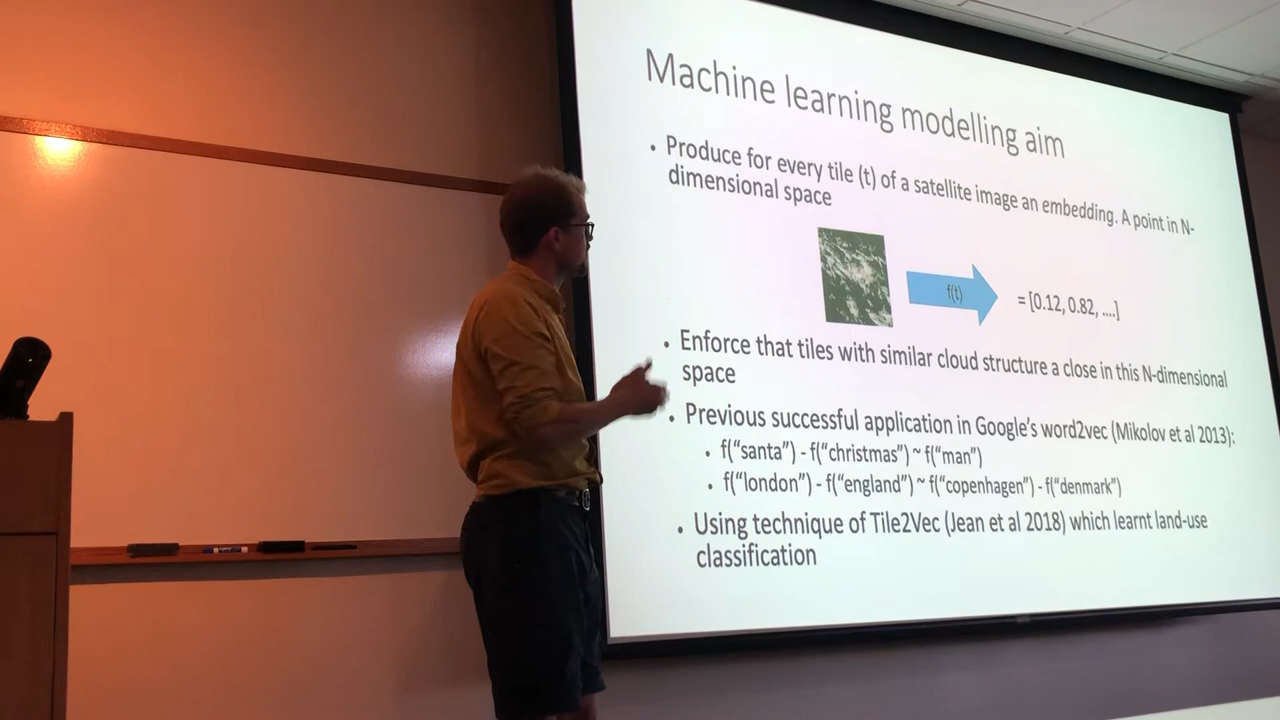 Machine learning modelling aim
• Produce for every tile (t) of a satellite image an embedding. A point in N-
dimensional space
f(t)
= [0.12, 0.82, ....]
• Enforce that tiles with similar cloud structure a close in this N-dimensional
space
• Previous successful application in Google's word2vec (Mikolov et al 2013):
• f("santa") - f("christmas") ~ f("man")
• f("london") - f("england") ~ f("copenhagen") - f("denmark")
• Using technique of Tile2Vec (Jean et al 2018) which learnt land-use
classification